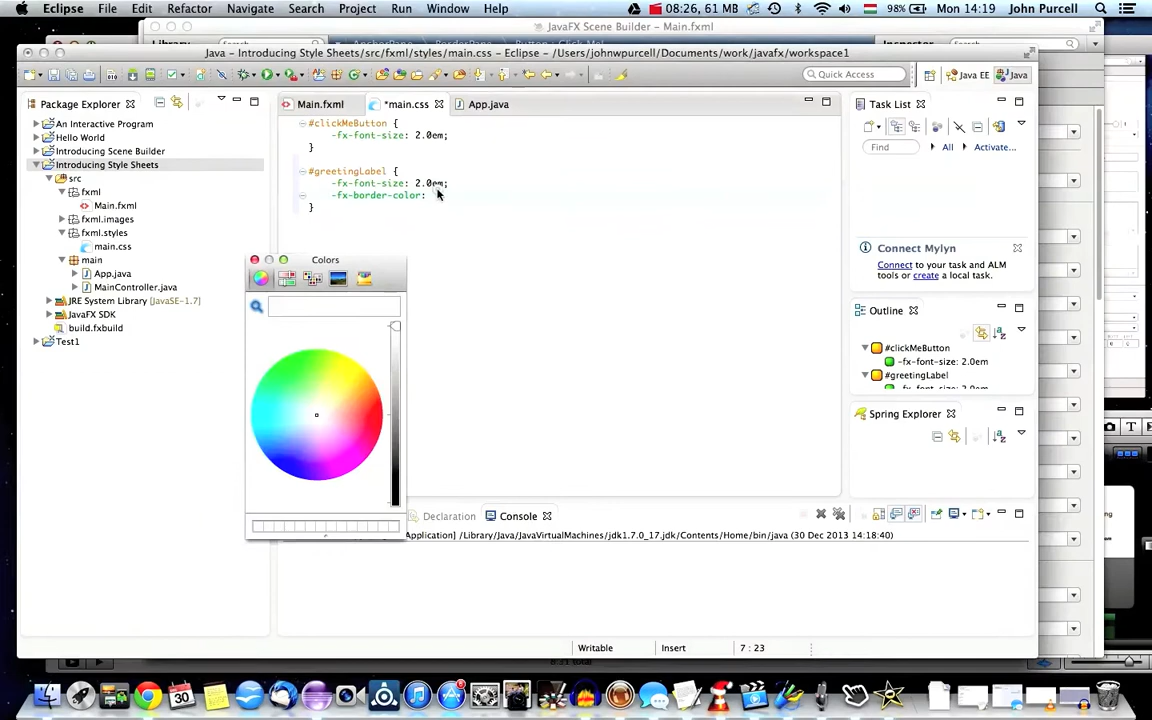 Eclipse File Edit Refactor Navigate Search Project Run Window Help 08:26, 61 MB 98% Mon 14:19 John Purcell
JavaFX Scene Builder - Main.fxml
Java - Introducing Style Sheets/src/fxml/styles/main.css - Eclipse - /Users/johnwpurcell/Documents/work/javafx/workspace1
Quick Access Java EE Java
Package Explorer Main.fxml *main.css App.java Task List
An Interactive Program
Hello World
Introducing Scene Builder
Introducing Style Sheets
src
fxml
Main.fxml
fxml.images
fxml.styles
main.css
main
App.java
MainController.java
JRE System Library [JavaSE-1.7]
JavaFX SDK
build.fxbuild
Test1
#clickMeButton {
-fx-font-size: 2.0em;
}
#greetingLabel {
-fx-font-size: 2.0em;
-fx-border-color:
}
Colors
Find All Activate...
Connect Mylyn
Connect to your task and ALM
tools or create a local task.
Outline
#clickMeButton
-fx-font-size: 2.0em
#greetingLabel
-fx-font-size: 2.0em
Spring Explorer
Declaration Console
Application] /Library/Java/JavaVirtualMachines/jdk1.7.0_17.jdk/Contents/Home/bin/java (30 Dec 2013 14:18:40)
Writable Insert 7 : 23